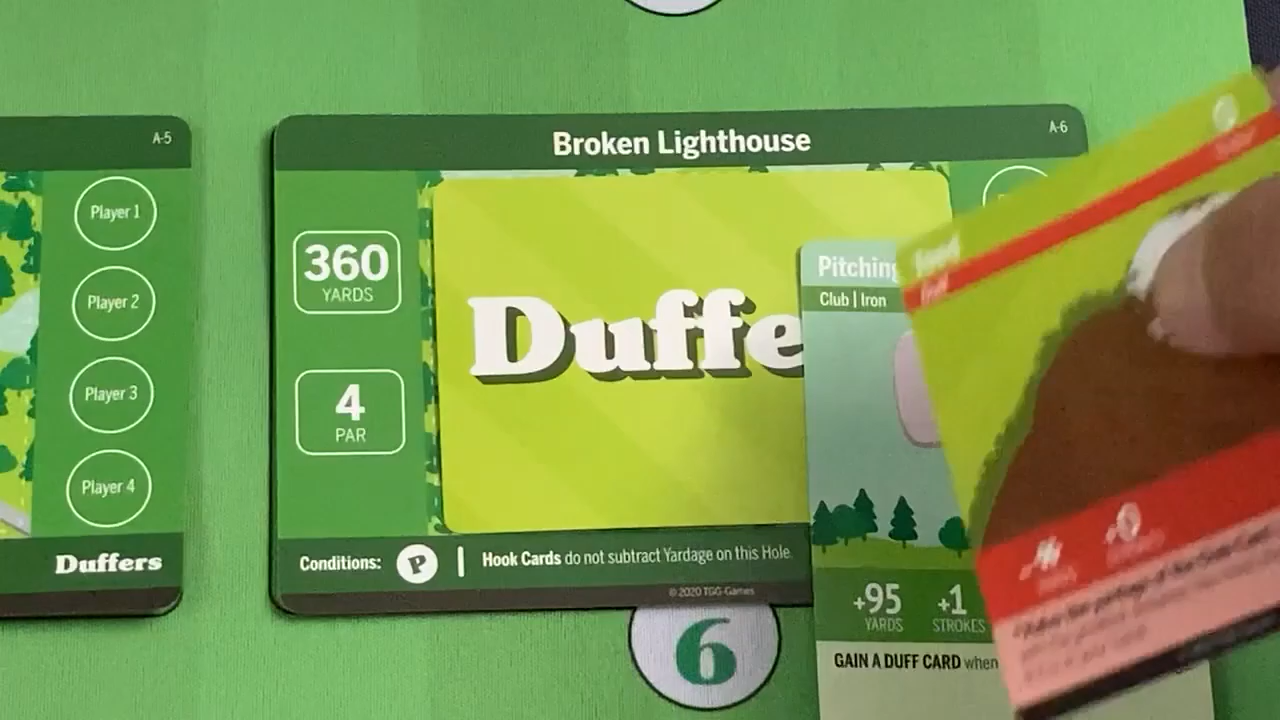 A-5
Player 1
Player 2
Player 3
Player 4
Duffers
Broken Lighthouse
A-6
360
YARDS
4
PAR
Duffe
Conditions: P | Hook Cards do not subtract Yardage on this Hole.
© 2020 TGG-Games
6
Pitching
Club | Iron
+95
YARDS
+1
STROKES
GAIN A DUFF CARD when